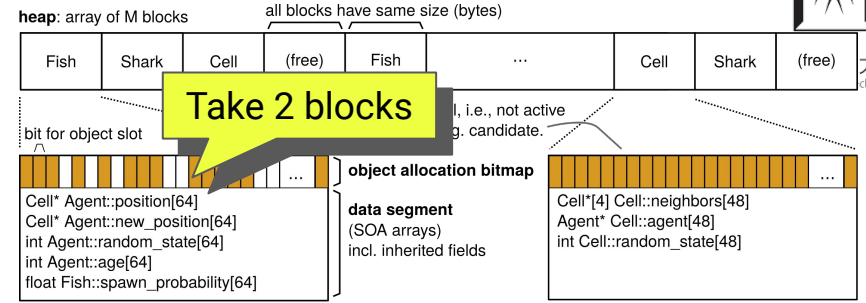 heap: array of M blocks
all blocks have same size (bytes)
Fish Shark Cell (free) Fish ... Cell Shark (free)
Take 2 blocks
i.e., not active
candidate.
bit for object slot
...
object allocation bitmap
...
Cell* Agent::position[64]
Cell* Agent::new_position[64]
int Agent::random_state[64]
int Agent::age[64]
float Fish::spawn_probability[64]
data segment
(SOA arrays)
incl. inherited fields
Cell*[4] Cell::neighbors[48]
Agent* Cell::agent[48]
int Cell::random_state[48]